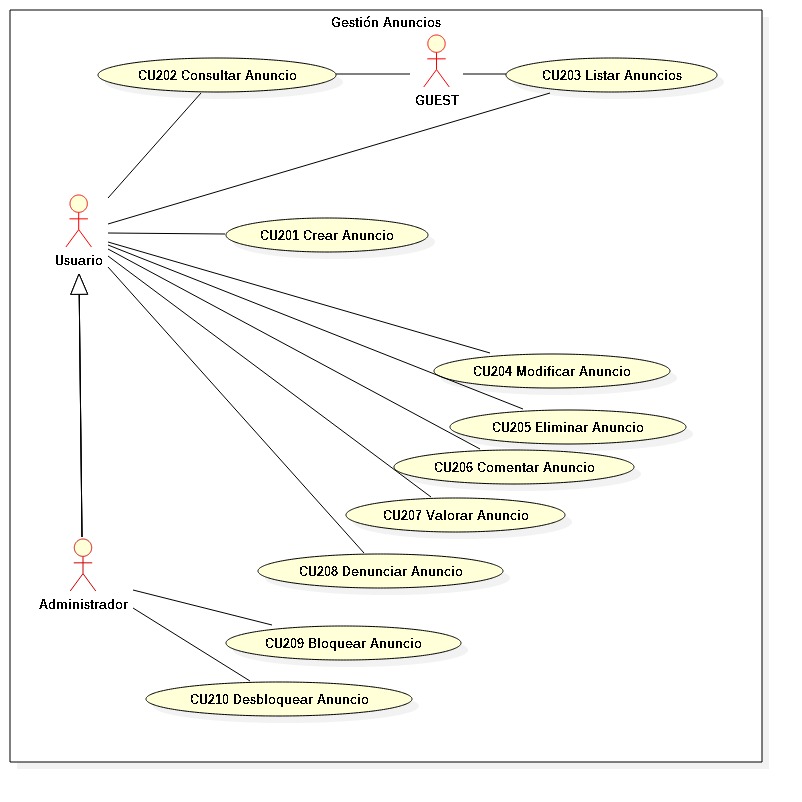 Gestión Anuncios
CU202 Consultar Anuncio
CU203 Listar Anuncios
GUEST
CU201 Crear Anuncio
Usuario
CU204 Modificar Anuncio
CU205 Eliminar Anuncio
CU206 Comentar Anuncio
CU207 Valorar Anuncio
CU208 Denunciar Anuncio
Administrador
CU209 Bloquear Anuncio
CU210 Desbloquear Anuncio